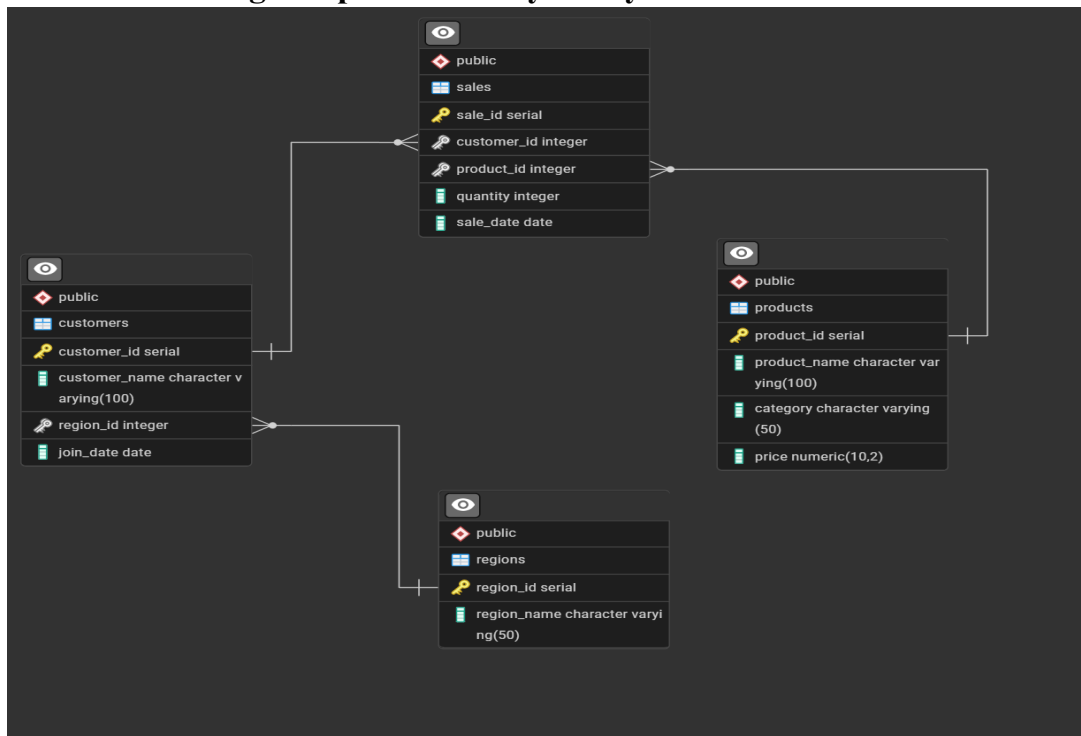 public
sales
sale_id serial
customer_id integer
product_id integer
quantity integer
sale_date date
public
customers
customer_id serial
customer_name character v
arying(100)
region_id integer
join_date date
public
products
product_id serial
product_name character var
ying(100)
category character varying
(50)
price numeric(10,2)
public
regions
region_id serial
region_name character varyi
ng(50)